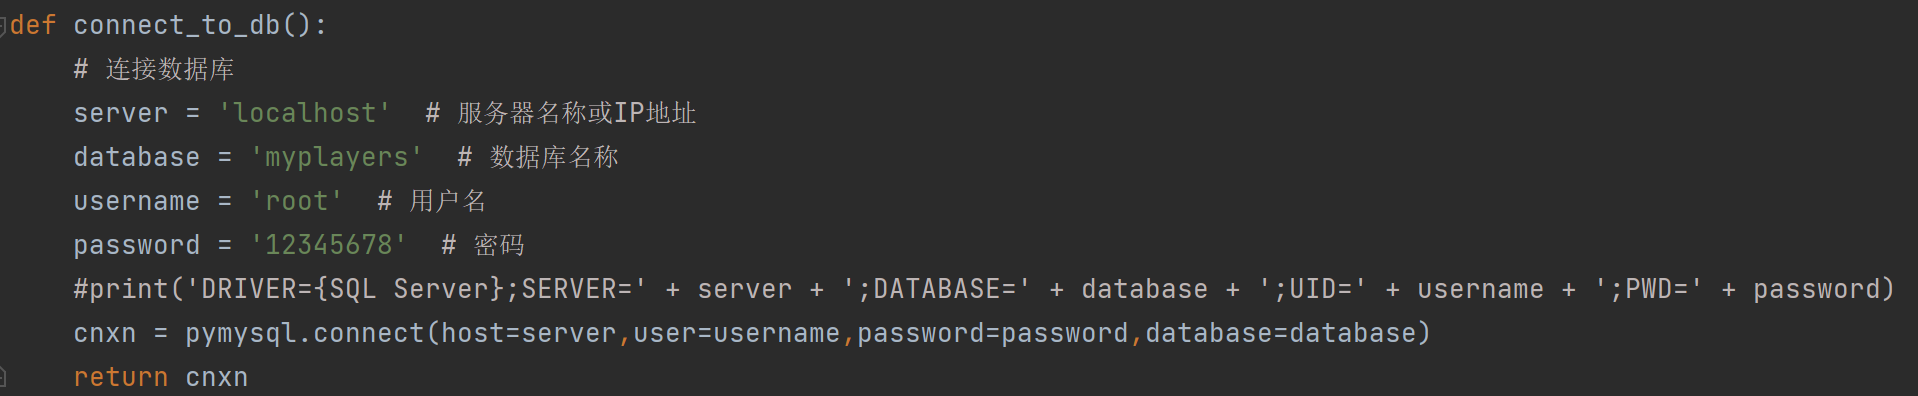 def connect_to_db():
    # 连接数据库
    server = 'localhost'  # 服务器名称或IP地址
    database = 'myplayers'  # 数据库名称
    username = 'root'  # 用户名
    password = '12345678'  # 密码
    #print('DRIVER={SQL Server};SERVER=' + server + ';DATABASE=' + database + ';UID=' + username + ';PWD=' + password)
    cnxn = pymysql.connect(host=server,user=username,password=password,database=database)
    return cnxn